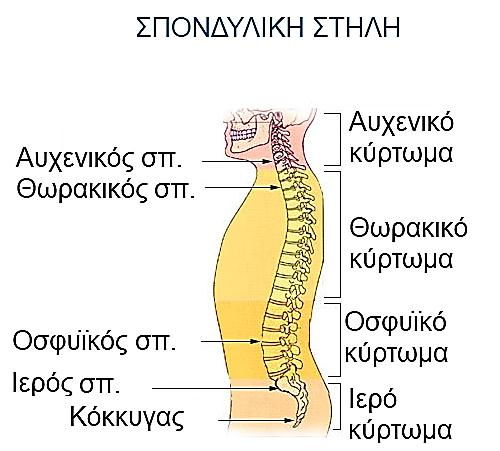 ΣΠΟΝΔΥΛΙΚΗ ΣΤΗΛΗ
Αυχενικό
κύρτωμα
Αυχενικός σπ.
Θωρακικός σπ.
Θωρακικό
κύρτωμα
Οσφυϊκό
κύρτωμα
Οσφυϊκός σπ.
Ιερός σπ.
Κόκκυγας
Ιερό
κύρτωμα